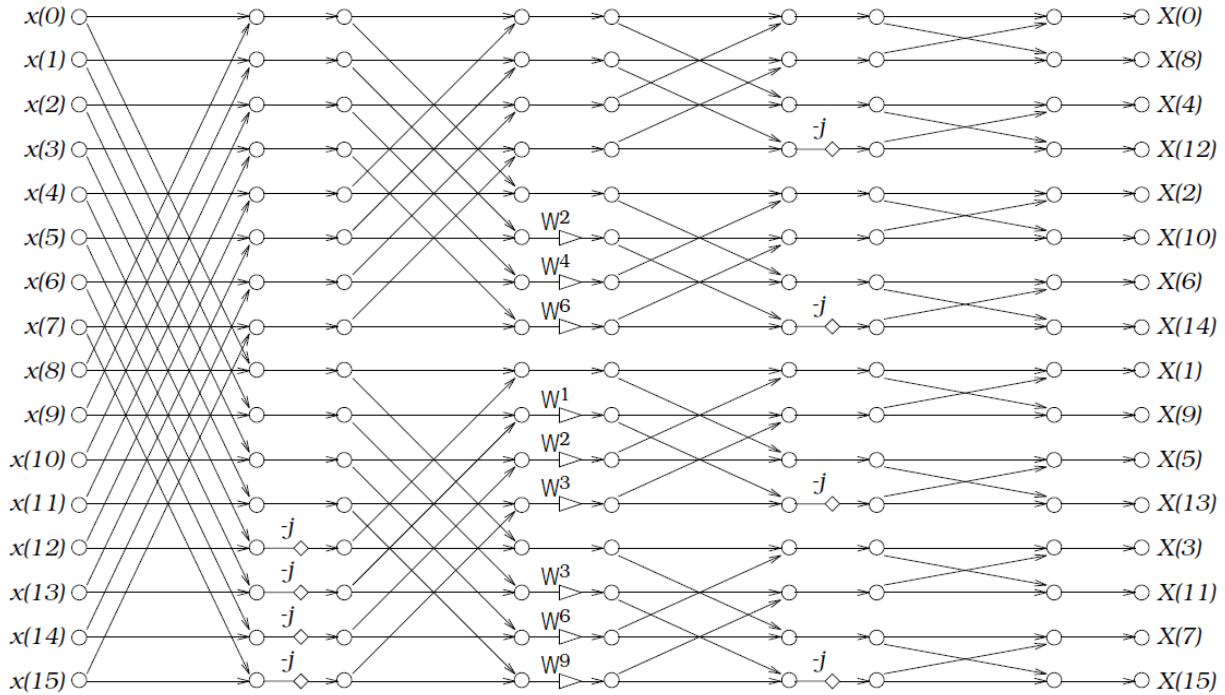 x(0) X(0)
x(1) X(8)
x(2) X(4)
-j
x(3) X(12)
x(4) X(2)
W2
x(5) X(10)
W4
x(6) X(6)
W6 -j
x(7) X(14)
x(8) X(1)
W1
x(9) X(9)
W2
x(10) X(5)
W3 -j
x(11) X(13)
-j
x(12) X(3)
-j W3
x(13) X(11)
-j W6
x(14) X(7)
-j W9 -j
x(15) X(15)